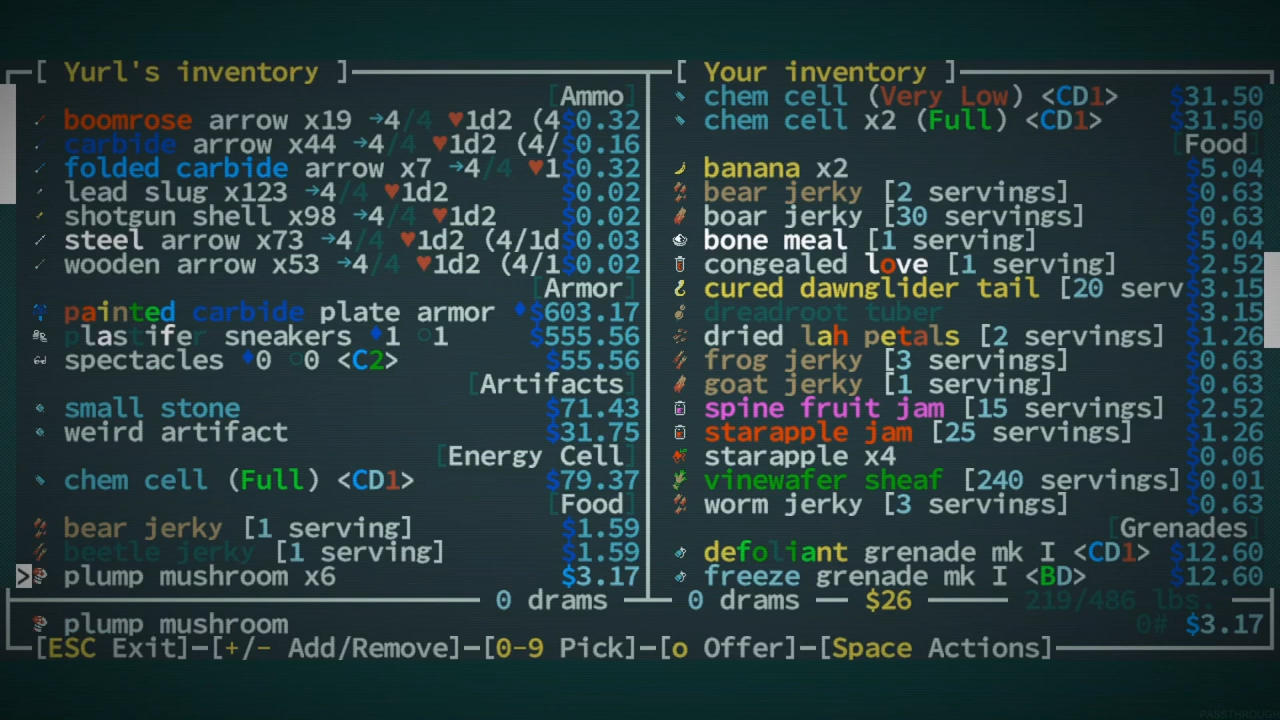 [ Yurl's inventory ]
[Ammo]
boomrose arrow x19 →4/4 ♥1d2 (4 $0.32
carbide arrow x44 →4/4 ♥1d2 (4/ $0.16
folded carbide arrow x7 →4/4 ♥1 $0.32
lead slug x123 →4/4 ♥1d2 $0.02
shotgun shell x98 →4/4 ♥1d2 $0.02
steel arrow x73 →4/4 ♥1d2 (4/1d $0.03
wooden arrow x53 →4/4 ♥1d2 (4/1 $0.02
[Armor]
painted carbide plate armor ♦ $603.17
plastifer sneakers ♦1 ○1 $555.56
spectacles ♦0 ○0 <C2> $55.56
[Artifacts]
small stone $71.43
weird artifact $31.75
[Energy Cell]
chem cell (Full) <CD1> $79.37
[Food]
bear jerky [1 serving] $1.59
beetle jerky [1 serving] $1.59
> plump mushroom x6 $3.17
[ Your inventory ]
chem cell (Very Low) <CD1> $31.50
chem cell x2 (Full) <CD1> $31.50
[Food]
banana x2 $5.04
bear jerky [2 servings] $0.63
boar jerky [30 servings] $0.63
bone meal [1 serving] $5.04
congealed love [1 serving] $2.52
cured dawnglider tail [20 serv $3.15
dreadroot tuber $3.15
dried lah petals [2 servings] $1.26
frog jerky [3 servings] $0.63
goat jerky [1 serving] $0.63
spine fruit jam [15 servings] $2.52
starapple jam [25 servings] $1.26
starapple x4 $0.06
vinewafer sheaf [240 servings] $0.01
worm jerky [3 servings] $0.63
[Grenades]
defoliant grenade mk I <CD1> $12.60
freeze grenade mk I <BD> $12.60
0 drams 0 drams $26 219/486 lbs.
plump mushroom 0# $3.17
[ESC Exit]-[+/- Add/Remove]-[0-9 Pick]-[o Offer]-[Space Actions]